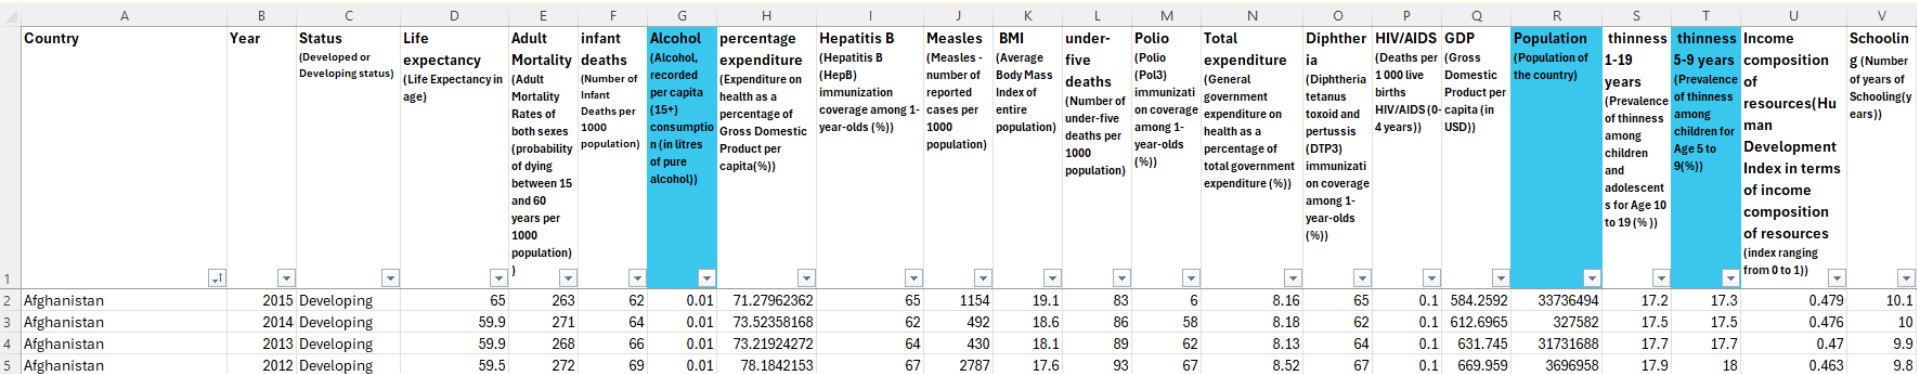 A B C D E F G H I J K L M N O P Q R S T U V
1
Country
Year
Status
(Developed or
Developing status)
Life
expectancy
(Life Expectancy in
age)
Adult
Mortality
(Adult
Mortality
Rates of
both sexes
(probability
of dying
between 15
and 60
years per
1000
population)
)
infant
deaths
(Number of
Infant
Deaths per
1000
population)
Alcohol
(Alcohol,
recorded
per capita
(15+)
consumptio
n (in litres
of pure
alcohol))
percentage
expenditure
(Expenditure on
health as a
percentage of
Gross Domestic
Product per
capita(%))
Hepatitis B
(Hepatitis B
(HepB)
immunization
coverage among 1-
year-olds (%))
Measles
(Measles -
number of
reported
cases per
1000
population)
BMI
(Average
Body Mass
Index of
entire
population)
under-
five
deaths
(Number of
under-five
deaths per
1000
population)
Polio
(Polio
(Pol3)
immunizati
on coverage
among 1-
year-olds
(%))
Total
expenditure
(General
government
expenditure on
health as a
percentage of
total government
expenditure (%))
Diphther
ia
(Diphtheria
tetanus
toxoid and
pertussis
(DTP3)
immunizati
on coverage
among 1-
year-olds
(%))
HIV/AIDS
(Deaths per
1 000 live
births
HIV/AIDS (0-
4 years))
GDP
(Gross
Domestic
Product per
capita (in
USD))
Population
(Population of
the country)
thinness
1-19
years
(Prevalence
of thinness
among
children
and
adolescent
s for Age 10
to 19 (% ))
thinness
5-9 years
(Prevalence
of thinness
among
children for
Age 5 to
9(%))
Income
composition
of
resources(Hu
man
Development
Index in terms
of income
composition
of resources
(index ranging
from 0 to 1))
Schoolin
g (Number
of years of
Schooling(y
ears))
2 Afghanistan 2015 Developing 65 263 62 0.01 71.27962362 65 1154 19.1 83 6 8.16 65 0.1 584.2592 33736494 17.2 17.3 0.479 10.1
3 Afghanistan 2014 Developing 59.9 271 64 0.01 73.52358168 62 492 18.6 86 58 8.18 62 0.1 612.6965 327582 17.5 17.5 0.476 10
4 Afghanistan 2013 Developing 59.9 268 66 0.01 73.21924272 64 430 18.1 89 62 8.13 64 0.1 631.745 31731688 17.7 17.7 0.47 9.9
5 Afghanistan 2012 Developing 59.5 272 69 0.01 78.1842153 67 2787 17.6 93 67 8.52 67 0.1 669.959 3696958 17.9 18 0.463 9.8